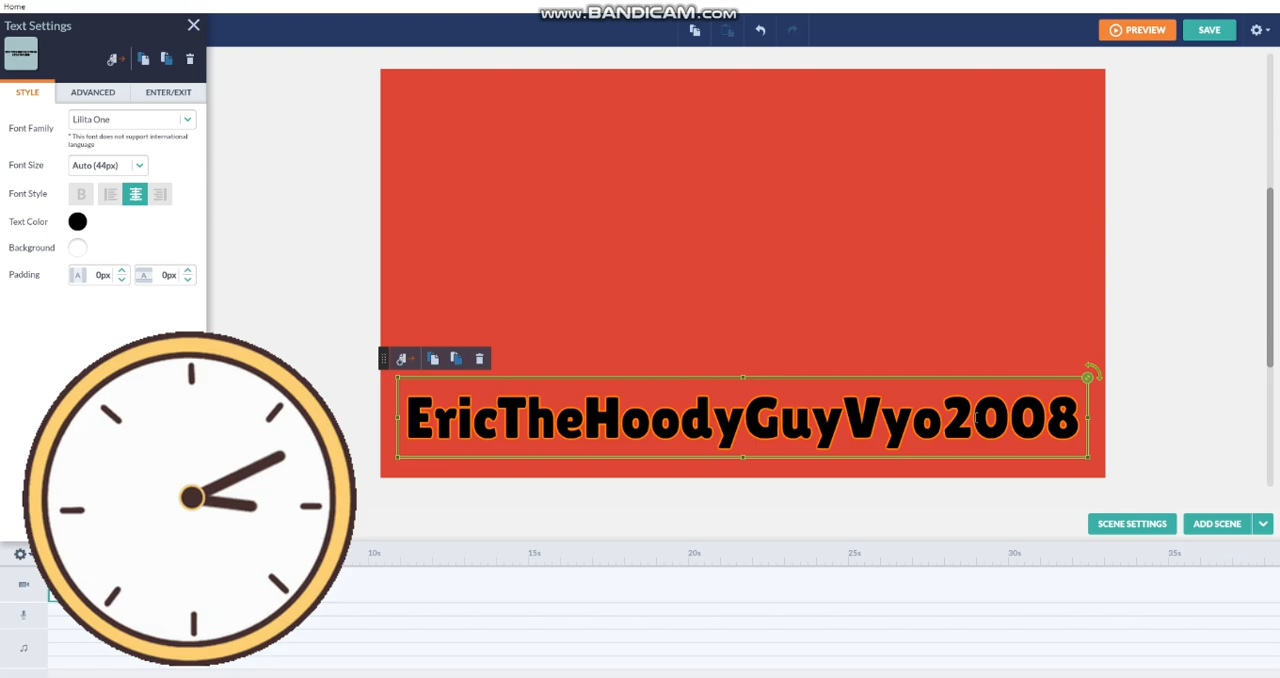 Home
www.BANDICAM.com
Text Settings
PREVIEW
SAVE
STYLE
ADVANCED
ENTER/EXIT
Font Family
Lilita One
* This font does not support international
language
Font Size
Auto (44px)
Font Style
B
Text Color
Background
Padding
A
0px
A
0px
EricTheHoodyGuyVyo2008
SCENE SETTINGS
ADD SCENE
10s
15s
20s
25s
30s
35s